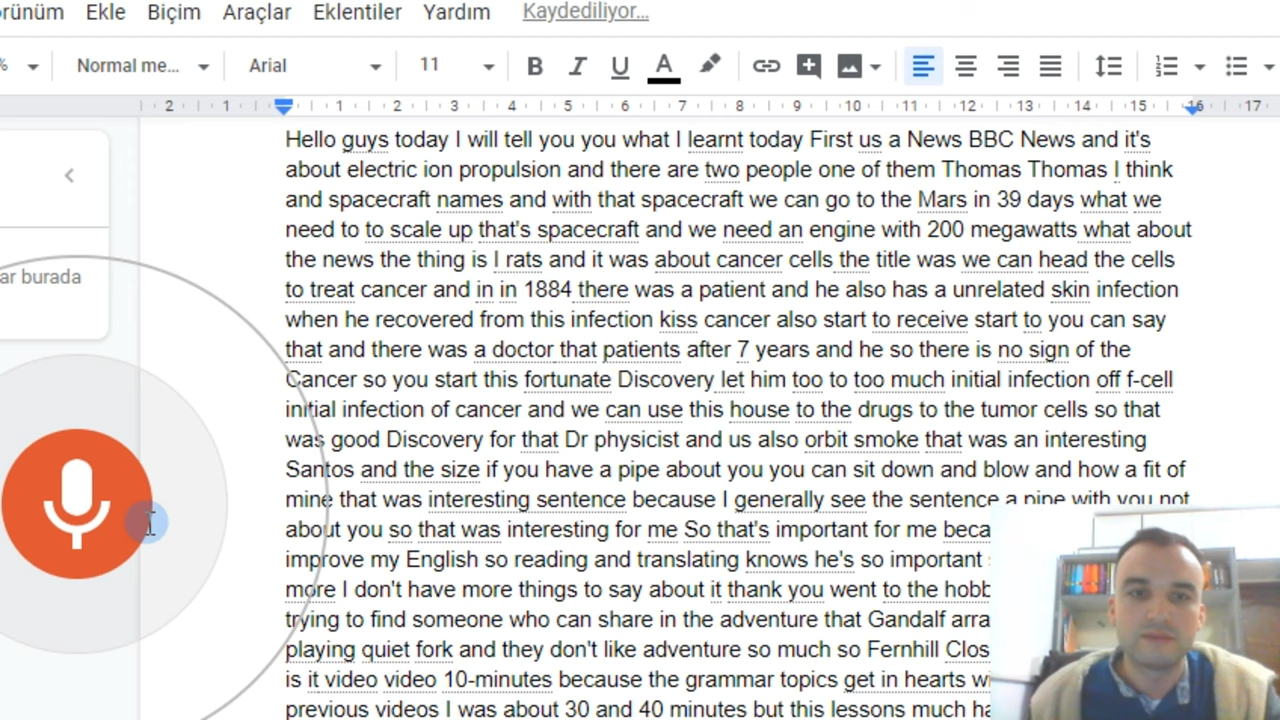 Ekle Biçim Araçlar Eklentiler Yardım Kaydediliyor...
% Normal me... Arial 11 B I U A
2 1 1 2 3 4 5 6 7 8 9 10 11 12 13 14 15 16 17
Hello guys today I will tell you you what I learnt today First us a News BBC News and it's
about electric ion propulsion and there are two people one of them Thomas Thomas I think
and spacecraft names and with that spacecraft we can go to the Mars in 39 days what we
need to to scale up that's spacecraft and we need an engine with 200 megawatts what about
the news the thing is I rats and it was about cancer cells the title was we can head the cells
burada
to treat cancer and in in 1884 there was a patient and he also has a unrelated skin infection
when he recovered from this infection kiss cancer also start to receive start to you can say
that and there was a doctor that patients after 7 years and he so there is no sign of the
Cancer so you start this fortunate Discovery let him too to too much initial infection off f-cell
initial infection of cancer and we can use this house to the drugs to the tumor cells so that
was good Discovery for that Dr physicist and us also orbit smoke that was an interesting
Santos and the size if you have a pipe about you you can sit down and blow and how a fit of
mine that was interesting sentence because I generally see the sentence a pipe with you not
about you so that was interesting for me So that's important for me
improve my English so reading and translating knows he's so important
more I don't have more things to say about it thank you went to the
trying to find someone who can share in the adventure that Gandalf
playing quiet fork and they don't like adventure so much so Fernhill
is it video video 10-minutes because the grammar topics get in hearts
previous videos I was about 30 and 40 minutes but this lessons much